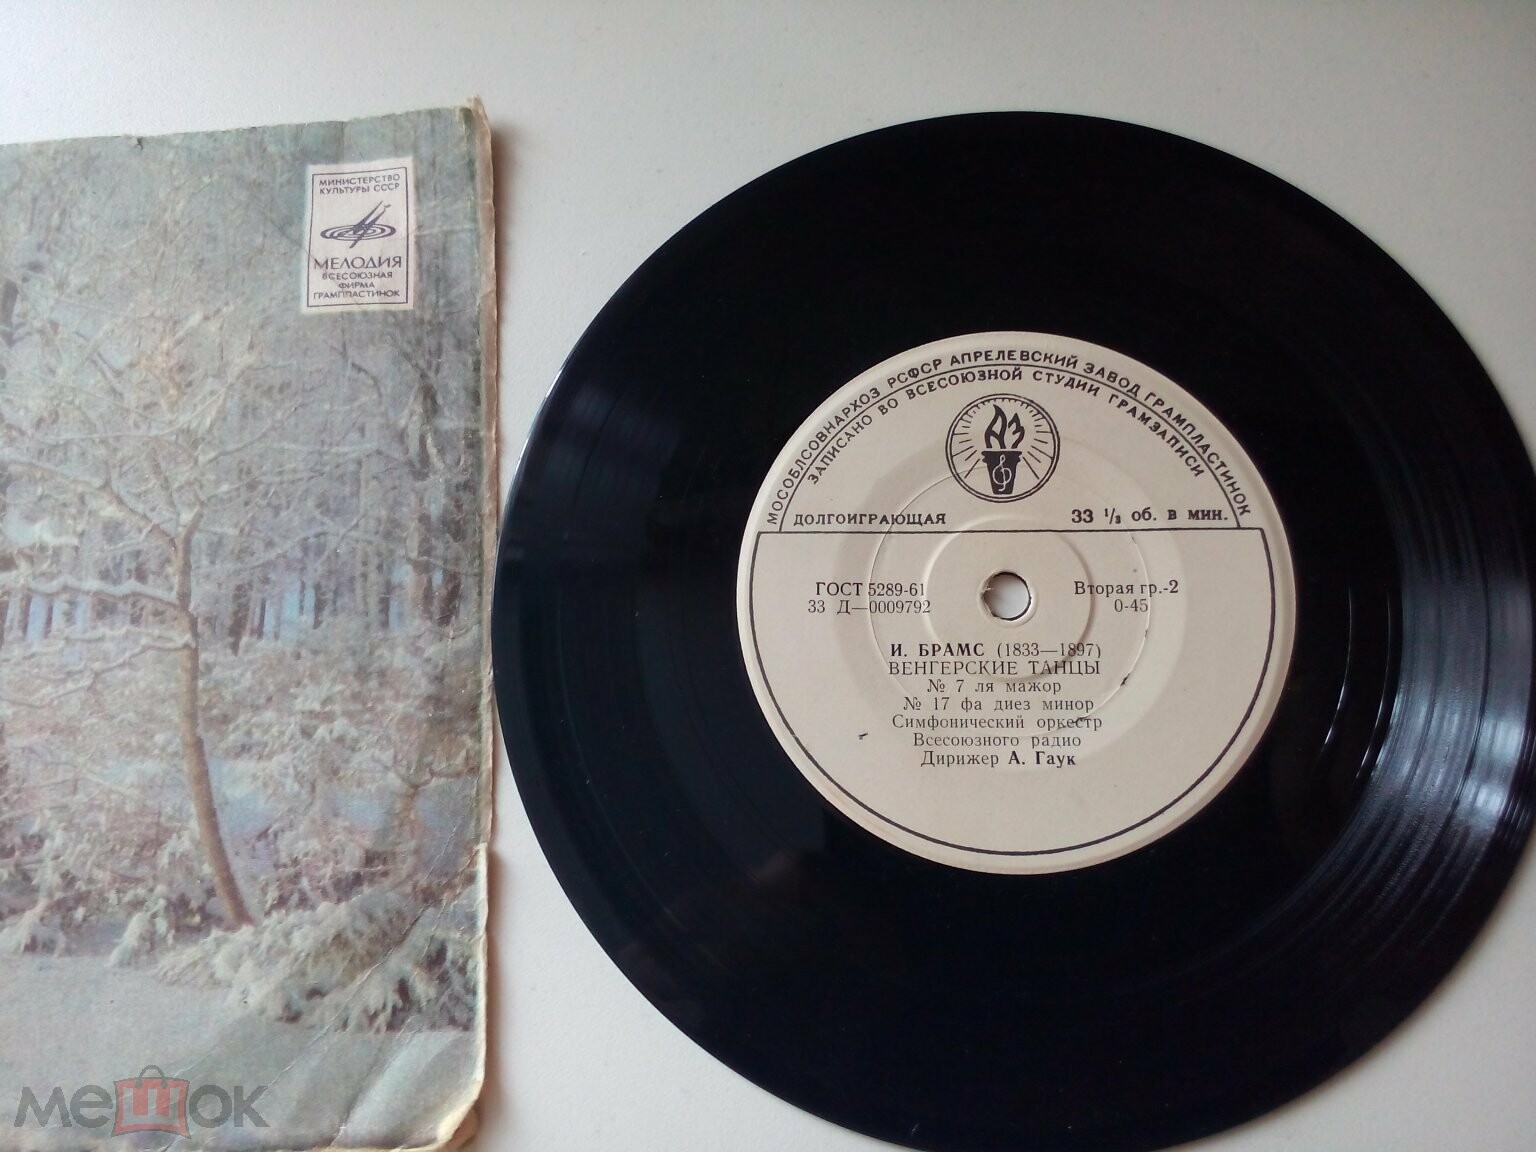 МИНИСТЕРСТВО
КУЛЬТУРЫ СССР
МЕЛОДИЯ
ВСЕСОЮЗНАЯ
ФИРМА
ГРАМПЛАСТИНОК
МОСОБЛСОВНАРХОЗ РСФСР АПРЕЛЕВСКИЙ ЗАВОД ГРАМПЛАСТИНОК
ЗАПИСАНО ВО ВСЕСОЮЗНОЙ СТУДИИ ГРАМЗАПИСИ
АЗ
ДОЛГОИГРАЮЩАЯ 33 1/3 об. в мин.
ГОСТ 5289-61 Вторая гр.-2
33 Д—0009792 0-45
И. БРАМС (1833—1897)
ВЕНГЕРСКИЕ ТАНЦЫ
№ 7 ля мажор
№ 17 фа диез минор
Симфонический оркестр
Всесоюзного радио
Дирижер А. Гаук
мешок